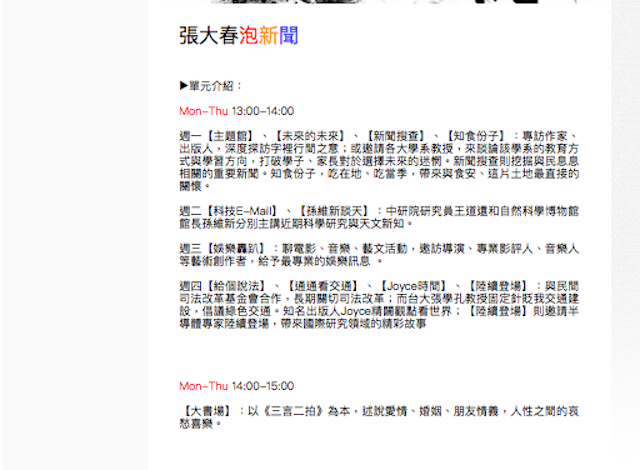 張大春泡新聞
▶單元介紹：
Mon-Thu 13:00-14:00
週一【主題館】、【未來的未來】、【新聞搜查】、【知食份子】：專訪作家、
出版人，深度探訪字裡行間之意；或邀請各大學系教授，來談論該學系的教育方
式與學習方向，打破學子、家長對於選擇未來的迷惘。新聞搜查則挖掘與民息息
相關的重要新聞。知食份子，吃在地、吃當季，帶來與食安、這片土地最直接的
關懷。
週二【科技E-Mail】、【孫維新談天】：中研院研究員王道還和自然科學博物館
館長孫維新分別主講近期科學研究與天文新知。
週三【娛樂轟趴】：聊電影、音樂、藝文活動，邀訪導演、專業影評人、音樂人
等藝術創作者，給予最專業的娛樂訊息 。
週四【給個說法】、【通通看交通】、【Joyce時間】、【陸續登場】：與民間
司法改革基金會合作，長期關切司法改革；而台大張學孔教授固定針貶我交通建
設，倡議綠色交通。知名出版人Joyce精闢觀點看世界；【陸續登場】則邀請半
導體專家陸續登場，帶來國際研究領域的精彩故事
Mon-Thu 14:00-15:00
【大書場】：以《三言二拍》為本，述說愛情、婚姻、朋友情義，人性之間的哀
愁喜樂。